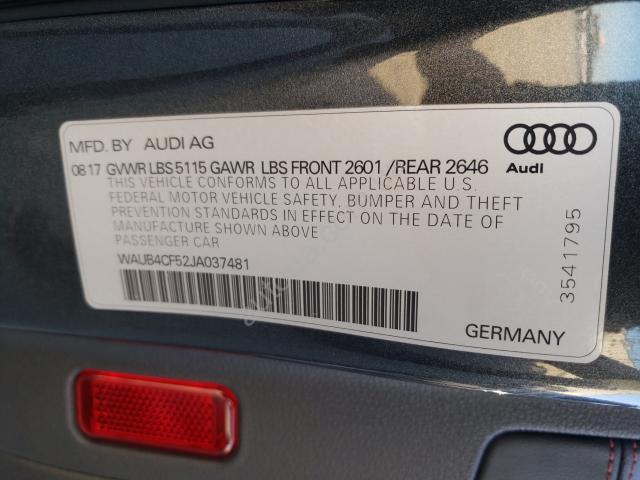 MFD. BY AUDI AG
08 17 GVWR LBS 5115 GAWR LBS FRONT 2601 /REAR 2646
THIS VEHICLE CONFORMS TO ALL APPLICABLE U.S.
FEDERAL MOTOR VEHICLE SAFETY, BUMPER AND THEFT
PREVENTION STANDARDS IN EFFECT ON THE DATE OF
MANUFACTURE SHOWN ABOVE
PASSENGER CAR
WAUB4CF52JA037481
Audi
3541795
GERMANY